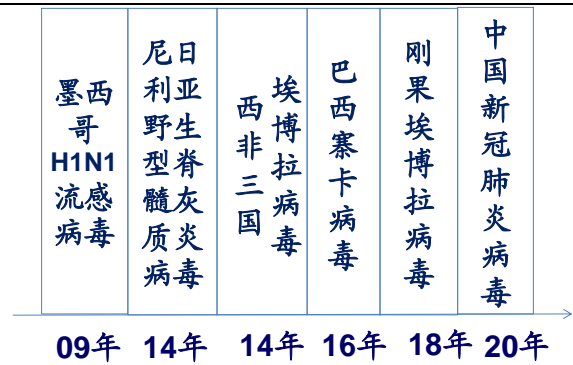 墨西
哥
H1N1
流感
病毒
尼日
利亚
野生
型脊
髓灰
质炎
病毒
西非三国
埃博拉病毒
巴西寨卡病毒
刚果埃博拉病毒
中国新冠肺炎病毒
09年 14年 14年 16年 18年 20年